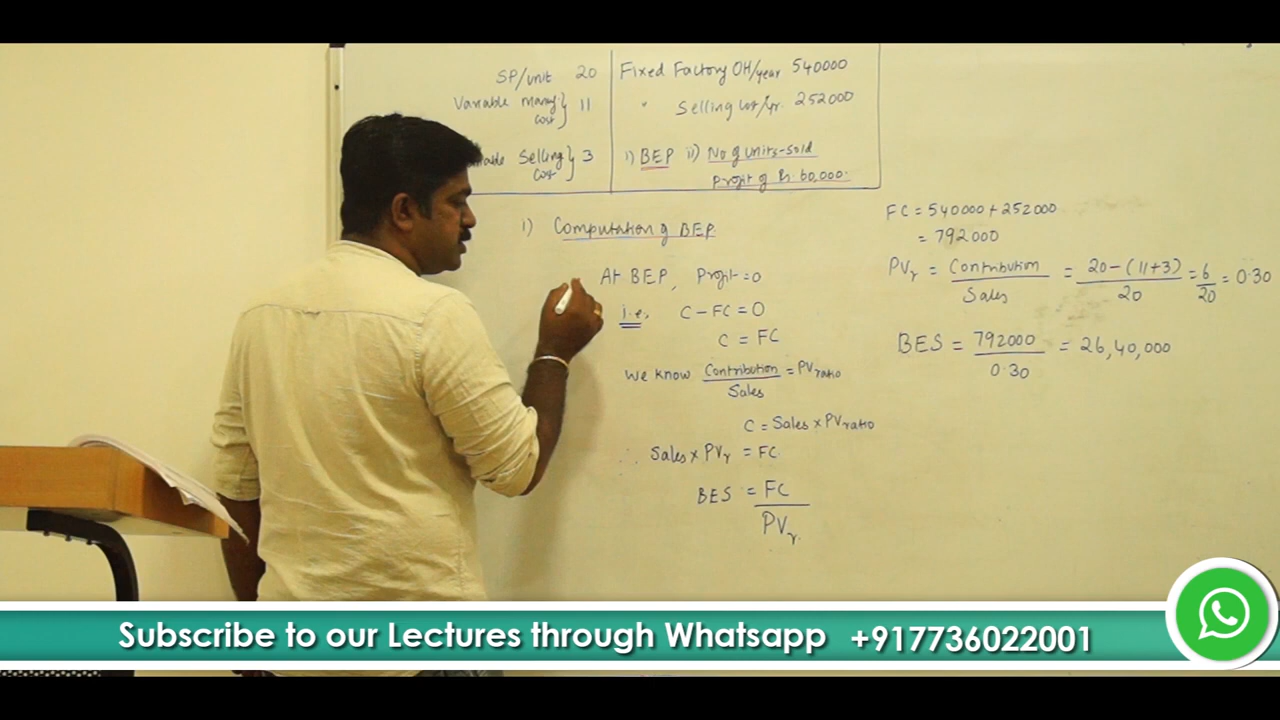 SP/unit 20
Variable Manuf. cost } 11
Selling Cost } 3
Fixed Factory OH/year 540000
" Selling Cost/yr. 252000
i) BEP ii) No of units-sold
Profit of Rs. 60,000.
i) Computation of BEP.
At BEP, Profit = 0
i.e., C - FC = 0
C = FC
We know Contribution / Sales = PV ratio
C = Sales x PV ratio
∴ Sales x PVr = FC.
BES = FC / PVr.
FC = 540000 + 252000
= 792000
PVr = Contribution / Sales = 20 - (11+3) / 20 = 6 / 20 = 0.30
BES = 792000 / 0.30 = 26,40,000
Subscribe to our Lectures through Whatsapp +917736022001